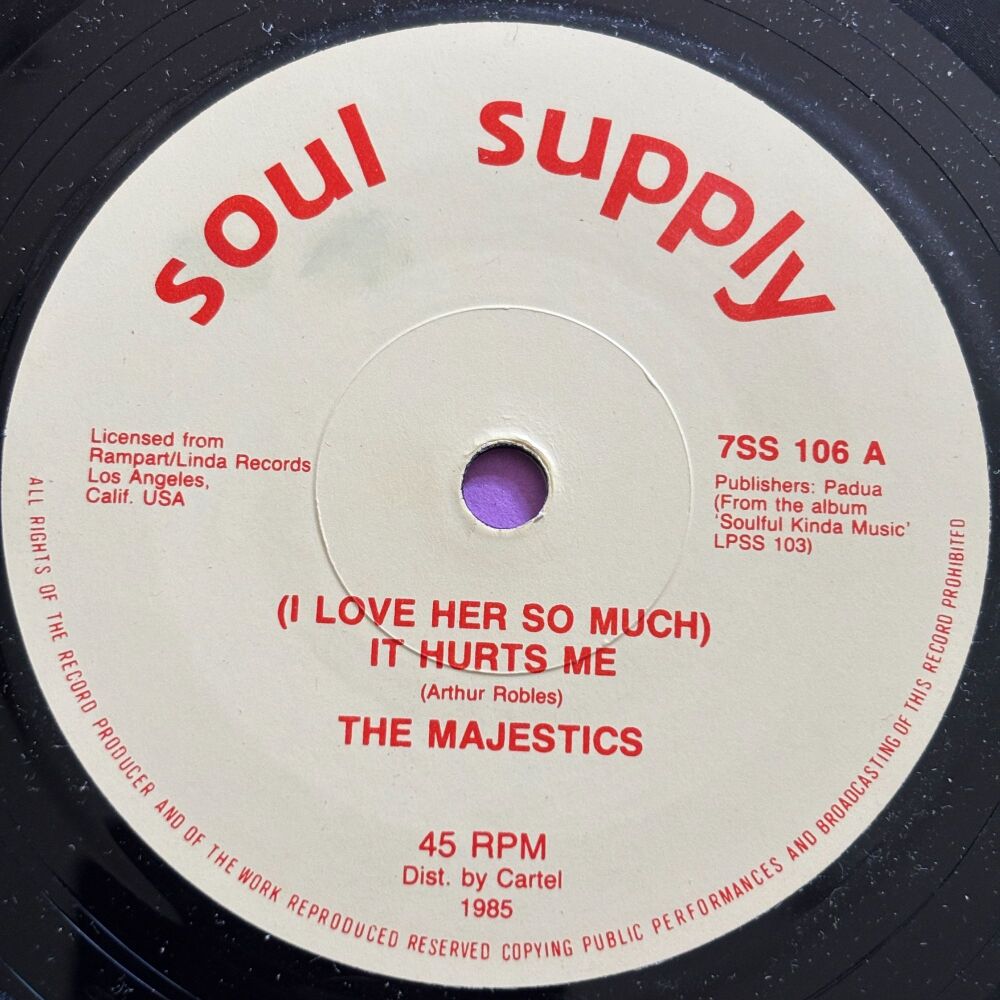 soul supply
Licensed from
Rampart/Linda Records
Los Angeles,
Calif. USA
7SS 106 A
Publishers: Padua
(From the album
'Soulful Kinda Music'
LPSS 103)
(I LOVE HER SO MUCH)
IT HURTS ME
(Arthur Robles)
THE MAJESTICS
45 RPM
Dist. by Cartel
1985
ALL RIGHTS OF THE RECORD PRODUCER AND OF THE WORK REPRODUCED RESERVED COPYING PUBLIC PERFORMANCES AND BROADCASTING OF THIS RECORD PROHIBITED